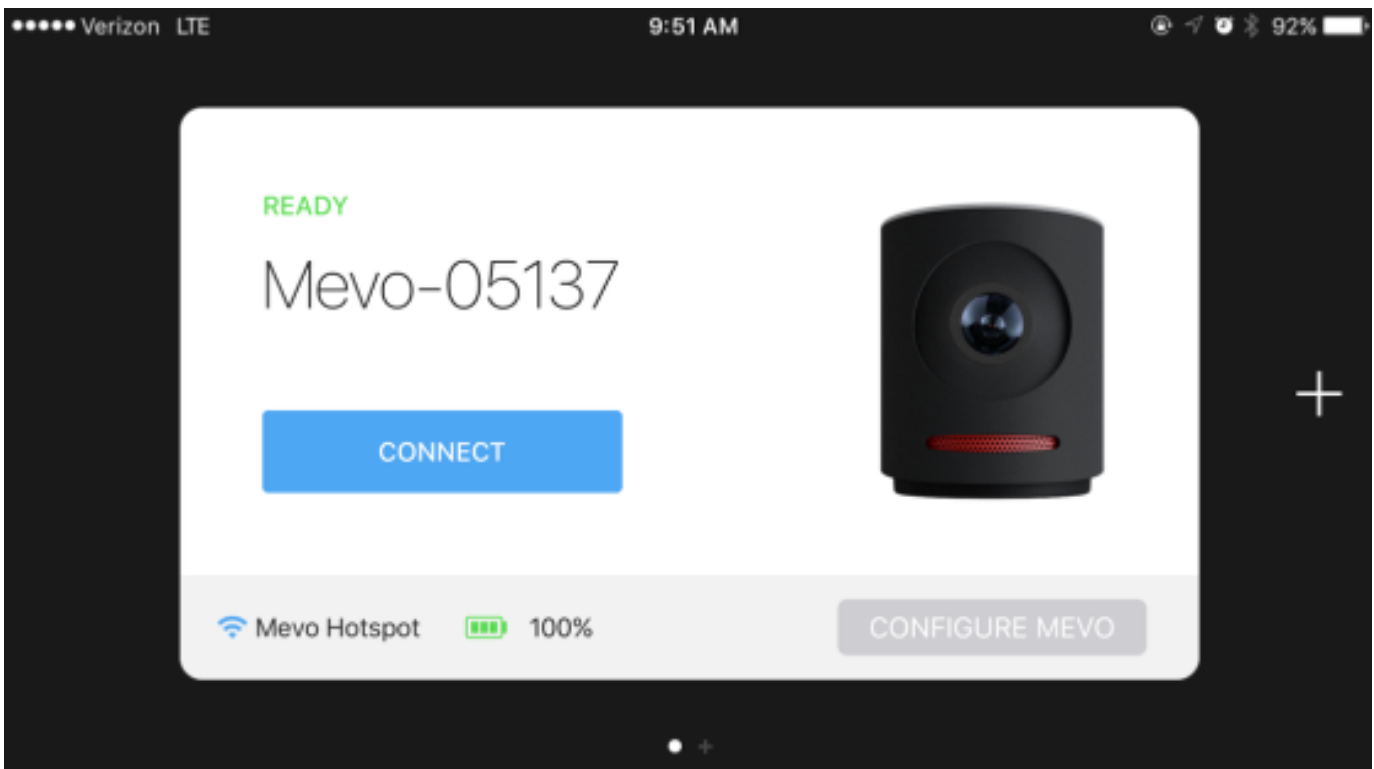 Verizon LTE 9:51 AM 92%
READY
Mevo-05137
CONNECT
Mevo Hotspot 100% CONFIGURE MEVO